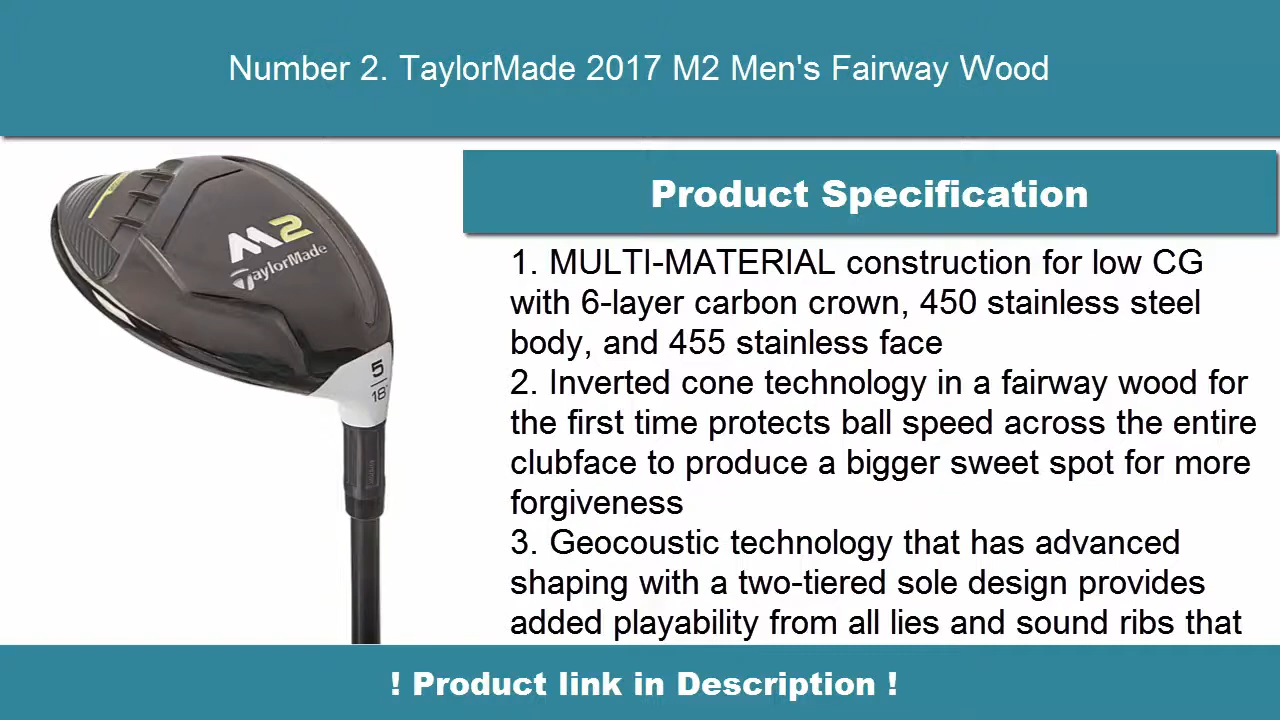 Number 2. TaylorMade 2017 M2 Men's Fairway Wood
M2
TaylorMade
5
18°
Product Specification
1. MULTI-MATERIAL construction for low CG
with 6-layer carbon crown, 450 stainless steel
body, and 455 stainless face
2. Inverted cone technology in a fairway wood for
the first time protects ball speed across the entire
clubface to produce a bigger sweet spot for more
forgiveness
3. Geocoustic technology that has advanced
shaping with a two-tiered sole design provides
added playability from all lies and sound ribs that
! Product link in Description !